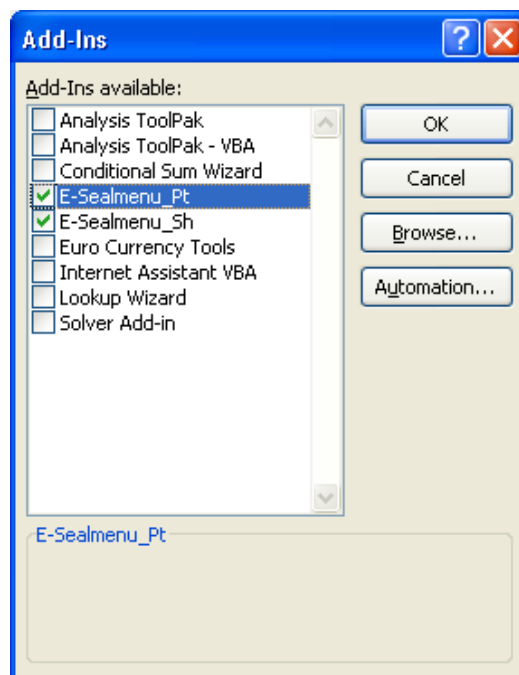 Add-Ins
Add-Ins available:
Analysis ToolPak
Analysis ToolPak - VBA
Conditional Sum Wizard
E-Sealmenu_Pt
E-Sealmenu_Sh
Euro Currency Tools
Internet Assistant VBA
Lookup Wizard
Solver Add-in
OK
Cancel
Browse...
Automation...
E-Sealmenu_Pt